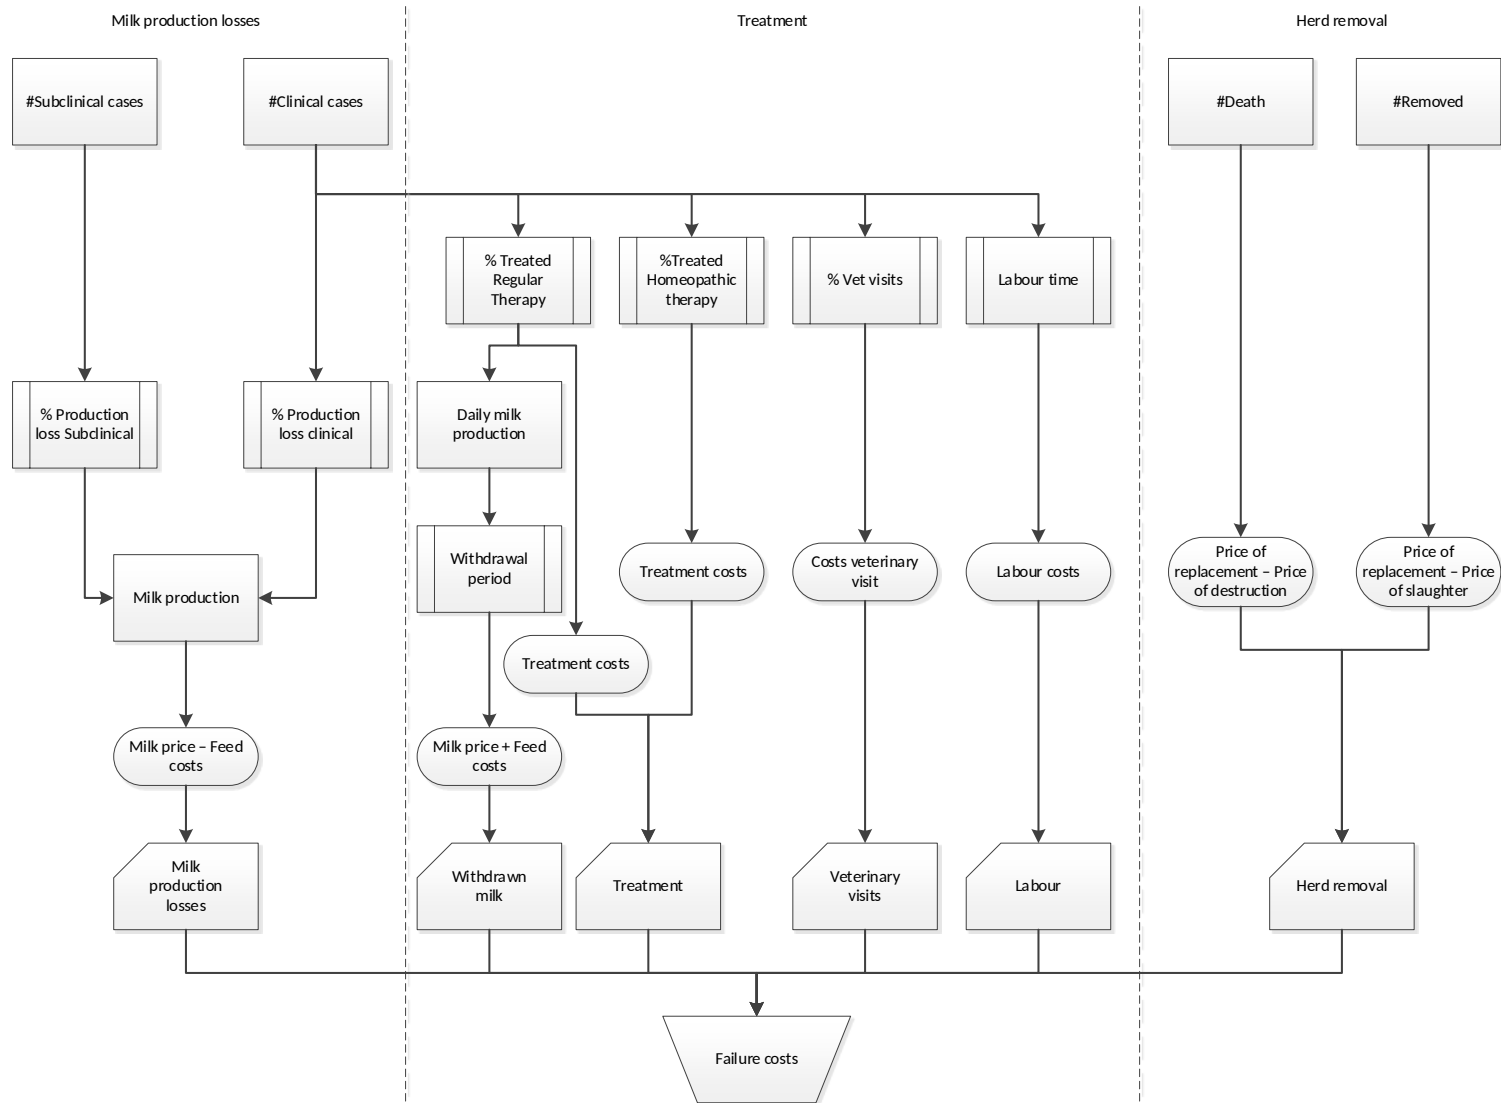 Milk production losses
Treatment
Herd removal
#Subclinical cases
#Clinical cases
#Death
#Removed
% Treated
Regular
Therapy
%Treated
Homeopathic
therapy
% Vet visits
Labour time
% Production
loss Subclinical
% Production
loss clinical
Daily milk
production
Withdrawal
period
Treatment costs
Costs veterinary
visit
Labour costs
Price of
replacement – Price
of destruction
Price of
replacement – Price
of slaughter
Milk production
Treatment costs
Milk price – Feed
costs
Milk price + Feed
costs
Milk
production
losses
Withdrawn
milk
Treatment
Veterinary
visits
Labour
Herd removal
Failure costs